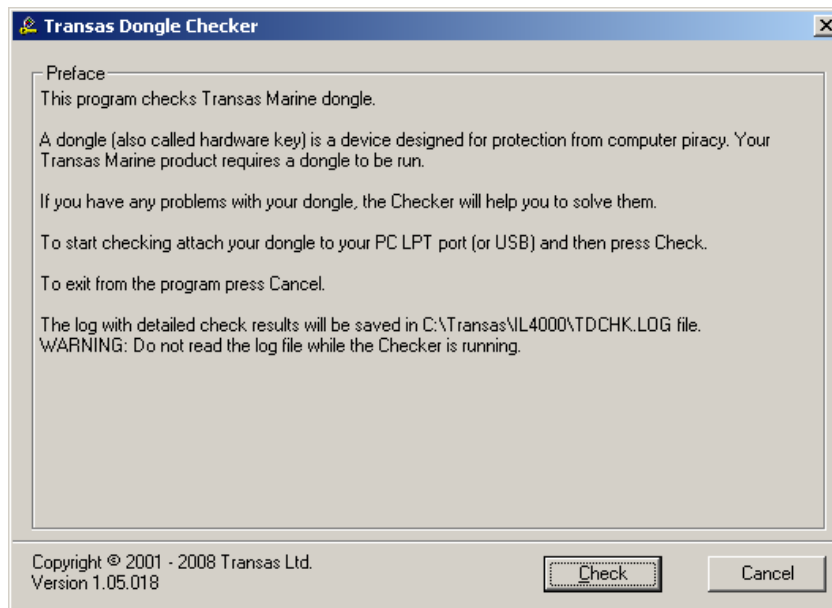 Transas Dongle Checker
Preface
This program checks Transas Marine dongle.
A dongle (also called hardware key) is a device designed for protection from computer piracy. Your
Transas Marine product requires a dongle to be run.
If you have any problems with your dongle, the Checker will help you to solve them.
To start checking attach your dongle to your PC LPT port (or USB) and then press Check.
To exit from the program press Cancel.
The log with detailed check results will be saved in C:\Transas\IL4000\TDCHK.LOG file.
WARNING: Do not read the log file while the Checker is running.
Copyright © 2001 - 2008 Transas Ltd.
Version 1.05.018
Check
Cancel